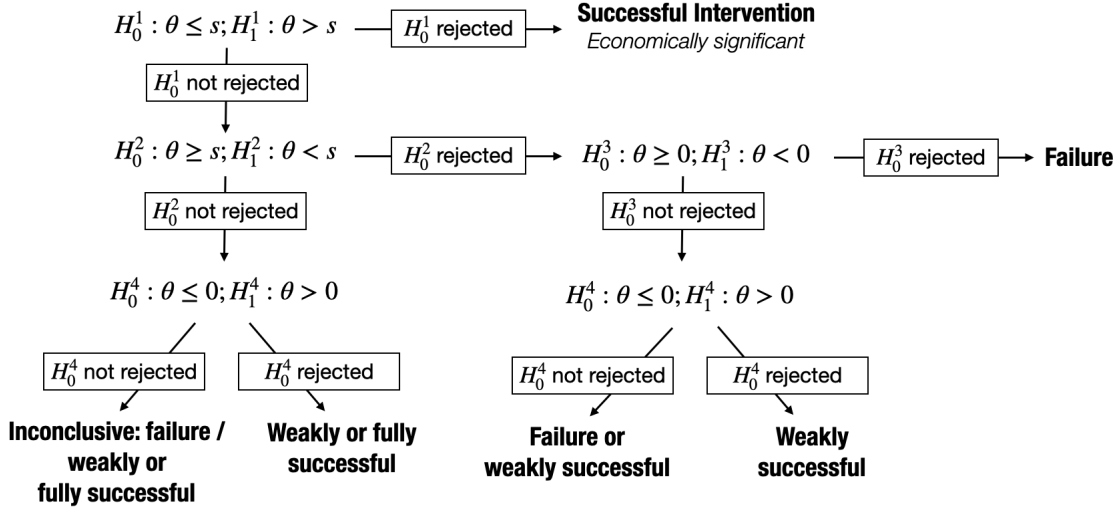 H_0^1 : θ ≤ s; H_1^1 : θ > s
H_0^1 rejected
Successful Intervention
Economically significant
H_0^1 not rejected
H_0^2 : θ ≥ s; H_1^2 : θ < s
H_0^2 rejected
H_0^3 : θ ≥ 0; H_1^3 : θ < 0
H_0^3 rejected
Failure
H_0^2 not rejected
H_0^3 not rejected
H_0^4 : θ ≤ 0; H_1^4 : θ > 0
H_0^4 : θ ≤ 0; H_1^4 : θ > 0
H_0^4 not rejected
H_0^4 rejected
H_0^4 not rejected
H_0^4 rejected
Inconclusive: failure /
weakly or
fully successful
Weakly or fully
successful
Failure or
weakly successful
Weakly
successful